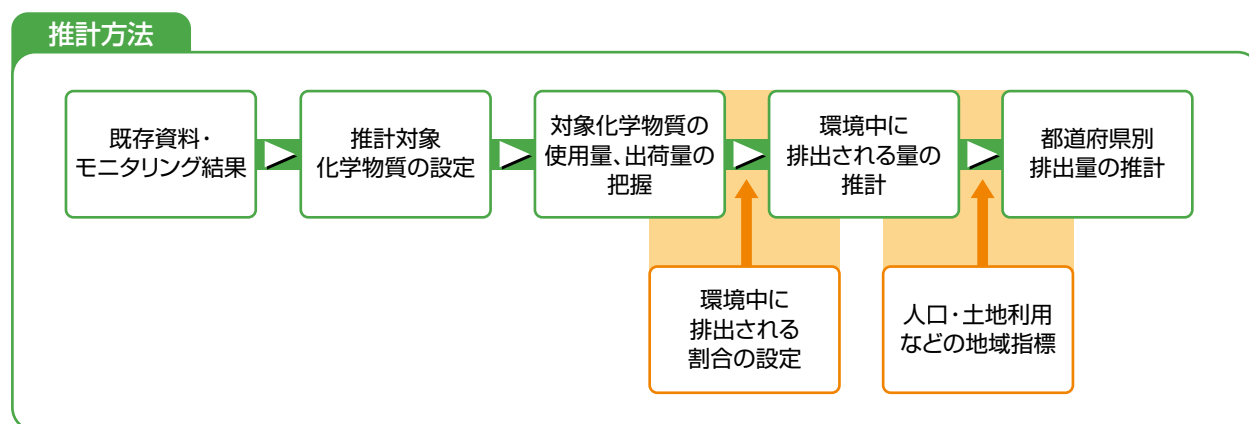 推計方法
既存資料・
モニタリング結果
推計対象
化学物質の設定
対象化学物質の
使用量、出荷量の
把握
環境中に
排出される量の
推計
都道府県別
排出量の推計
環境中に
排出される
割合の設定
人口・土地利用
などの地域指標